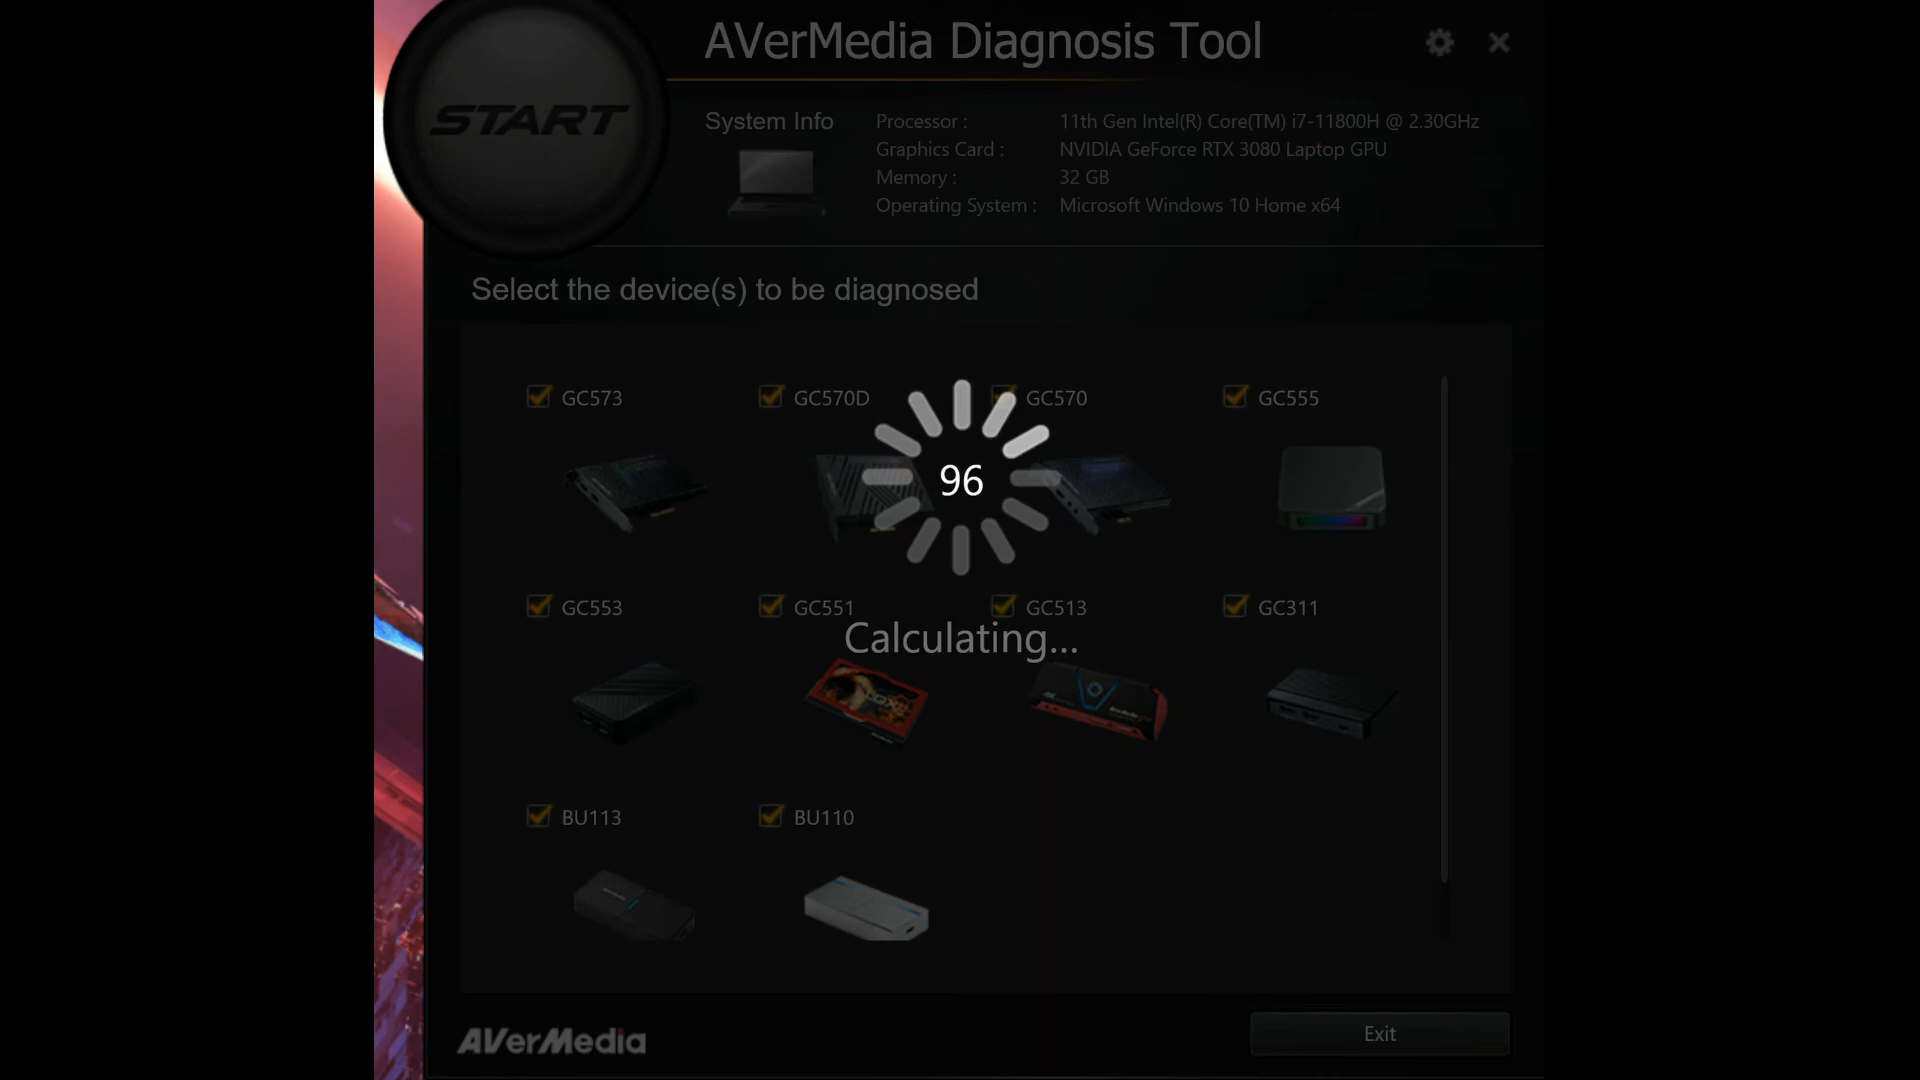 AVerMedia Diagnosis Tool
START
System Info
Processor : 11th Gen Intel(R) Core(TM) i7-11800H @ 2.30GHz
Graphics Card : NVIDIA GeForce RTX 3080 Laptop GPU
Memory : 32 GB
Operating System : Microsoft Windows 10 Home x64
Select the device(s) to be diagnosed
GC573 GC570D GC570 GC555
96
GC553 GC551 GC513 GC311
Calculating...
BU113 BU110
AVerMedia
Exit